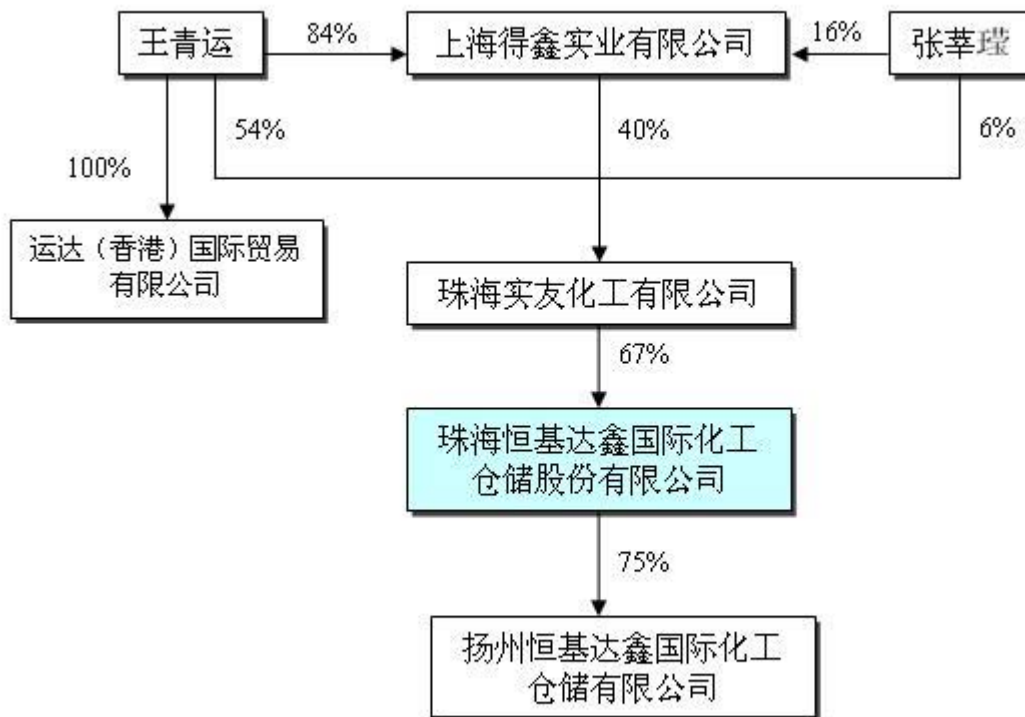 王青运
84%
上海得鑫实业有限公司
16%
张莘瑩
54%
40%
6%
100%
运达（香港）国际贸易
有限公司
珠海实友化工有限公司
67%
珠海恒基达鑫国际化工
仓储股份有限公司
75%
扬州恒基达鑫国际化工
仓储有限公司